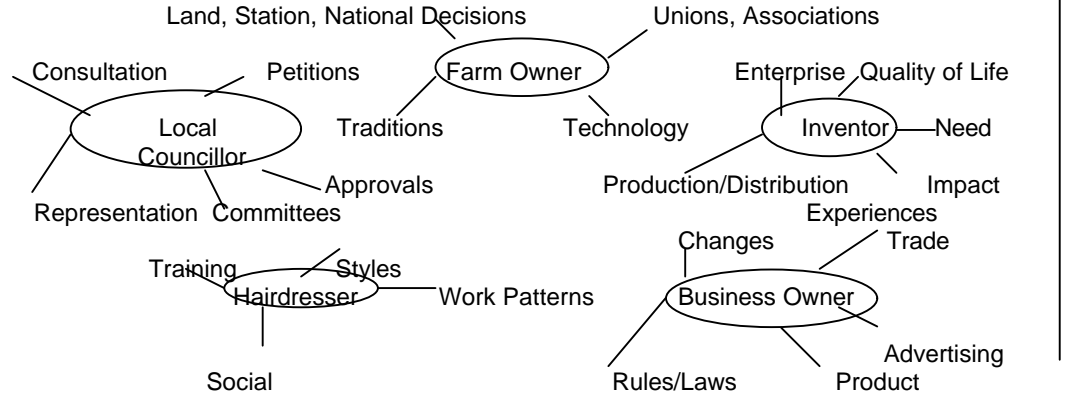 Land, Station, National Decisions Unions, Associations
Consultation Petitions Farm Owner Enterprise Quality of Life
Local Traditions Technology Inventor Need
Councillor
Approvals Production/Distribution Impact
Representation Committees Experiences
Changes Trade
Training Styles
Hairdresser Work Patterns Business Owner
Advertising
Social Rules/Laws Product